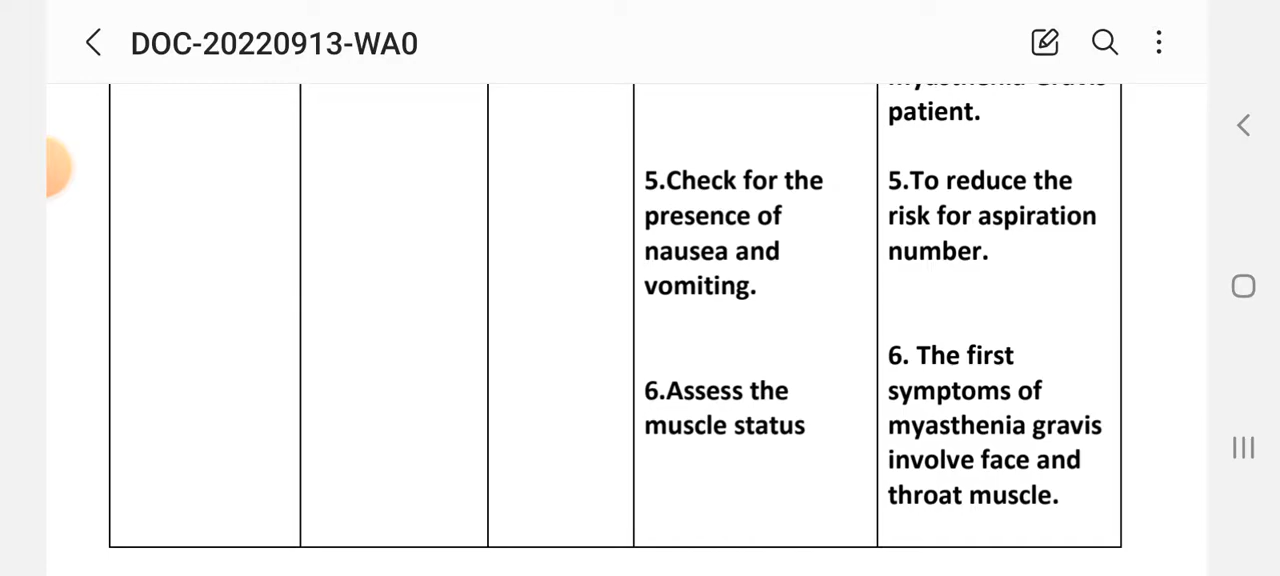 DOC-20220913-WA0
patient.
5.Check for the
presence of
nausea and
vomiting.
5.To reduce the
risk for aspiration
number.
6.Assess the
muscle status
6. The first
symptoms of
myasthenia gravis
involve face and
throat muscle.